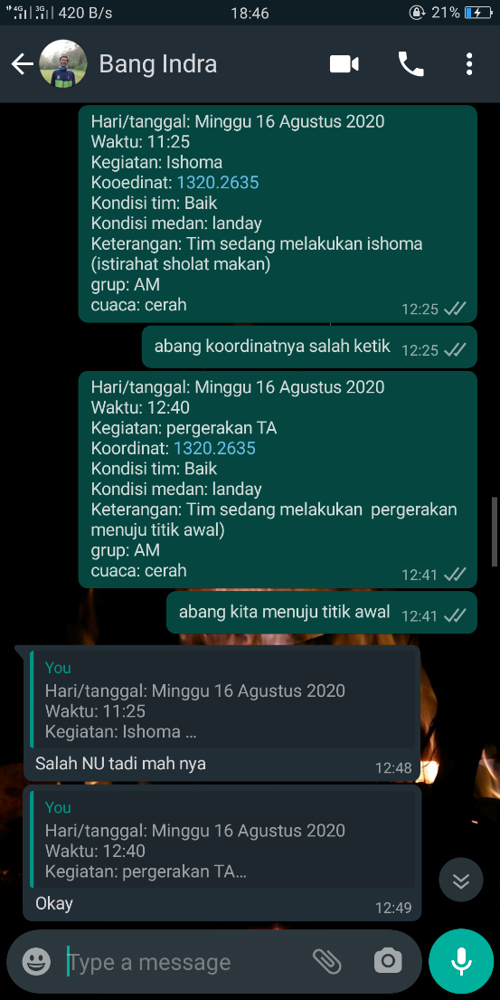 4G 3G 420 B/s 18:46 21%
Bang Indra
Hari/tanggal: Minggu 16 Agustus 2020
Waktu: 11:25
Kegiatan: Ishoma
Kooedinat: 1320.2635
Kondisi tim: Baik
Kondisi medan: landay
Keterangan: Tim sedang melakukan ishoma
(istirahat sholat makan)
grup: AM
cuaca: cerah 12:25
abang koordinatnya salah ketik 12:25
Hari/tanggal: Minggu 16 Agustus 2020
Waktu: 12:40
Kegiatan: pergerakan TA
Koordinat: 1320.2635
Kondisi tim: Baik
Kondisi medan: landay
Keterangan: Tim sedang melakukan pergerakan
menuju titik awal)
grup: AM
cuaca: cerah 12:41
abang kita menuju titik awal 12:41
You
Hari/tanggal: Minggu 16 Agustus 2020
Waktu: 11:25
Kegiatan: Ishoma ...
Salah NU tadi mah nya 12:48
You
Hari/tanggal: Minggu 16 Agustus 2020
Waktu: 12:40
Kegiatan: pergerakan TA...
Okay 12:49
Type a message